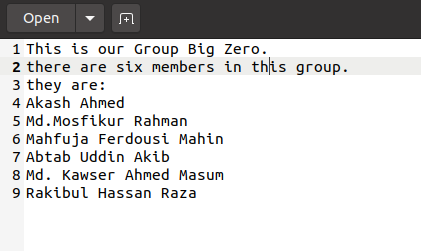 Open
1 This is our Group Big Zero.
2 there are six members in this group.
3 they are:
4 Akash Ahmed
5 Md.Mosfikur Rahman
6 Mahfuja Ferdousi Mahin
7 Abtab Uddin Akib
8 Md. Kawser Ahmed Masum
9 Rakibul Hassan Raza